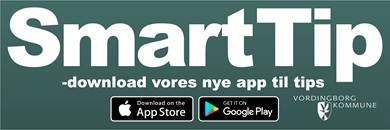 SmartTip
-download vores nye app til tips
Download on the
App Store
GET IT ON
Google Play
VORDINGBORG
KOMMUNE